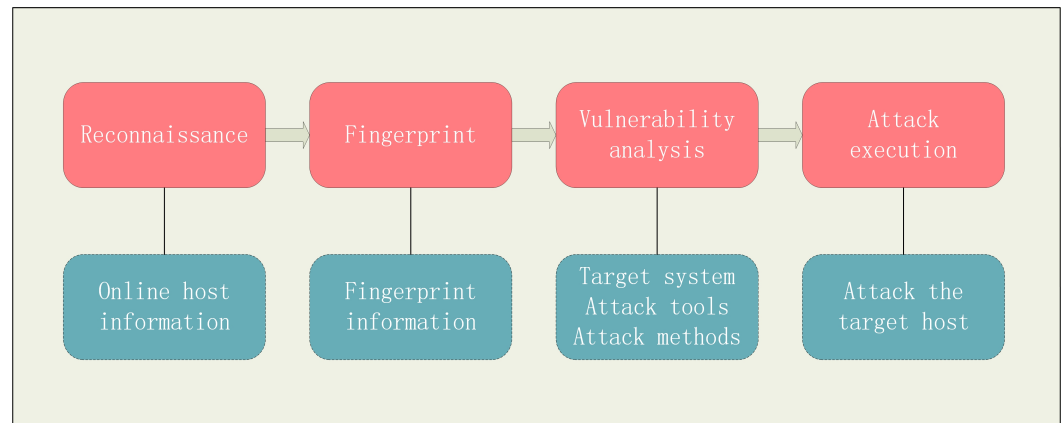 Reconnaissance
Fingerprint
Vulnerability
analysis
Attack
execution
Online host
information
Fingerprint
information
Target system
Attack tools
Attack methods
Attack the
target host